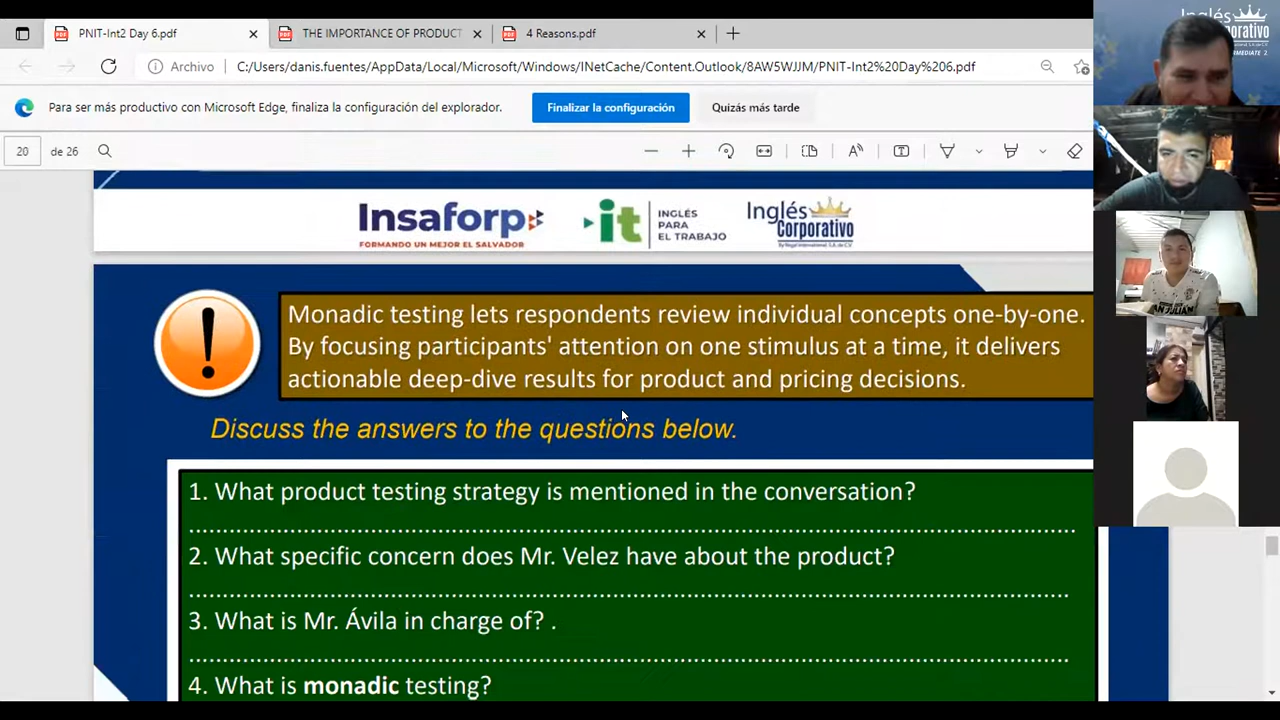 PNIT-Int2 Day 6.pdf
THE IMPORTANCE OF PRODUCT
4 Reasons.pdf
Archivo
C:/Users/danis.fuentes/AppData/Local/Microsoft/Windows/INetCache/Content.Outlook/8AW5WJJM/PNIT-Int2%20Day%206.pdf
Para ser más productivo con Microsoft Edge, finaliza la configuración del explorador.
Finalizar la configuración
Quizás más tarde
20 de 26
Insaforp
FORMANDO UN MEJOR EL SALVADOR
it
INGLÉS
PARA
EL TRABAJO
Inglés
Corporativo
Monadic testing lets respondents review individual concepts one-by-one.
By focusing participants' attention on one stimulus at a time, it delivers
actionable deep-dive results for product and pricing decisions.
Discuss the answers to the questions below.
1. What product testing strategy is mentioned in the conversation?
2. What specific concern does Mr. Velez have about the product?
3. What is Mr. Ávila in charge of? .
4. What is monadic testing?
Inglés
Corporativo